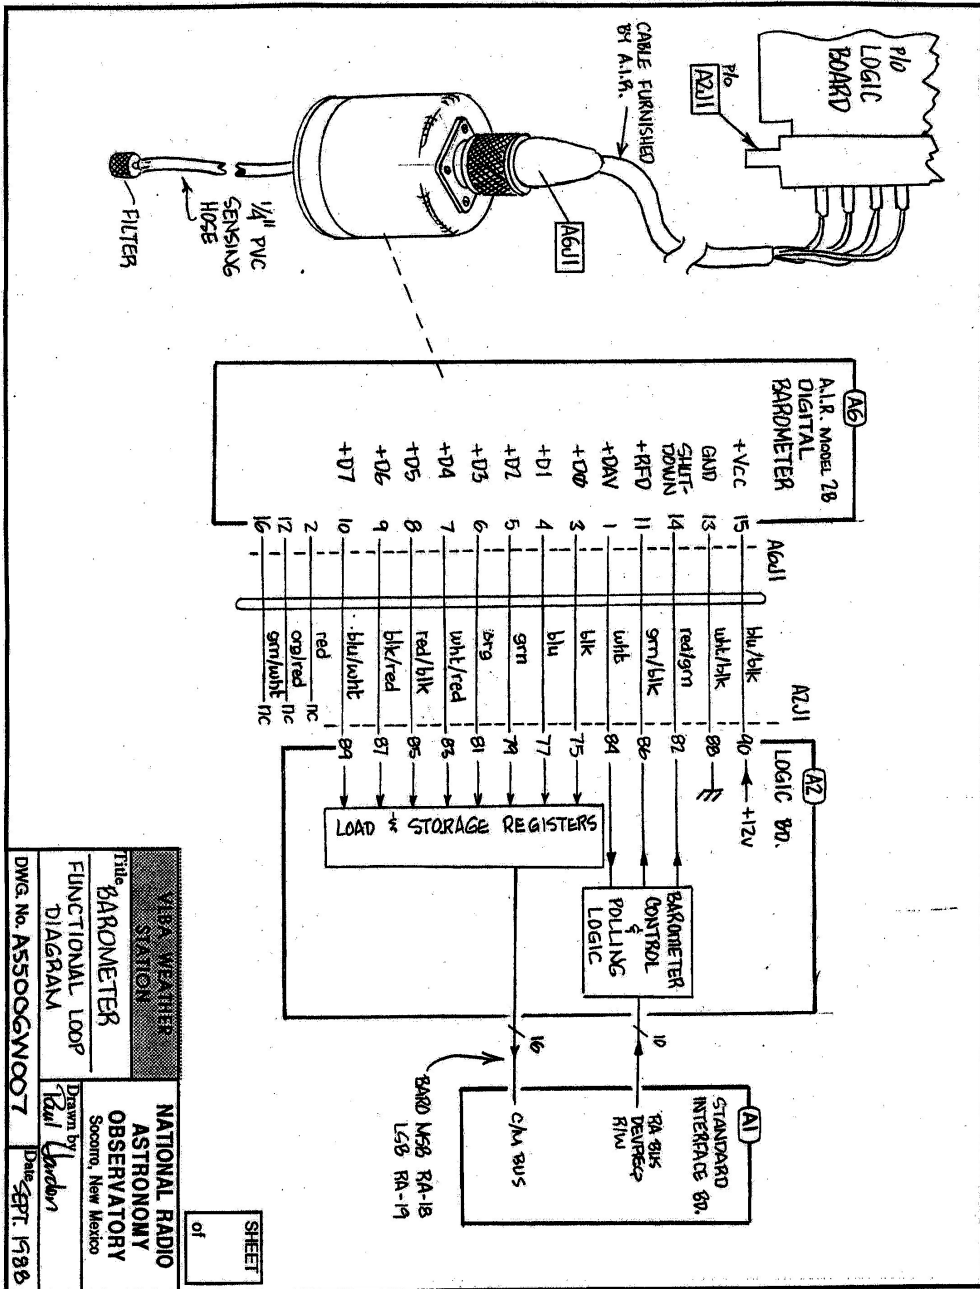 P/O
LOGIC
BOARD
P/O
A2J1
CABLE FURNISHED
BY A.I.R.
A6J1
1/4" PVC
SENSING
HOSE
FILTER
A6
A.I.R. MODEL 2B
DIGITAL
BAROMETER
A6J1
A2J1
A2
LOGIC BD.
+VCC 15 blu/blk 90 +12V
GND 13 wht/blk 88
SHUT-
DOWN 14 red/grn 82
+RFD 11 grn/blk 86
+DAV 1 wht 84
+DØ 3 blk 75
+D1 4 blu 77
+D2 5 grn 79
+D3 6 org 81
+D4 7 wht/red 83
+D5 8 red/blk 85
+D6 9 blk/red 87
+D7 10 blu/wht 89
2 red nc
12 org/red nc
16 grn/wht nc
BAROMETER
CONTROL
&
POLLING
LOGIC
LOAD & STORAGE REGISTERS
10
16
A1
STANDARD
INTERFACE BD.
RA BUS
DEV/REQ
R/W
C/M BUS
BARO MSB RA-18
LSB RA-19
SHEET
of
VLBA WEATHER
STATION
Title BAROMETER
FUNCTIONAL LOOP
DIAGRAM
NATIONAL RADIO
ASTRONOMY
OBSERVATORY
Socorro, New Mexico
Drawn by
Paul Harden
DWG. No. A55006W007
Date SEPT. 1988